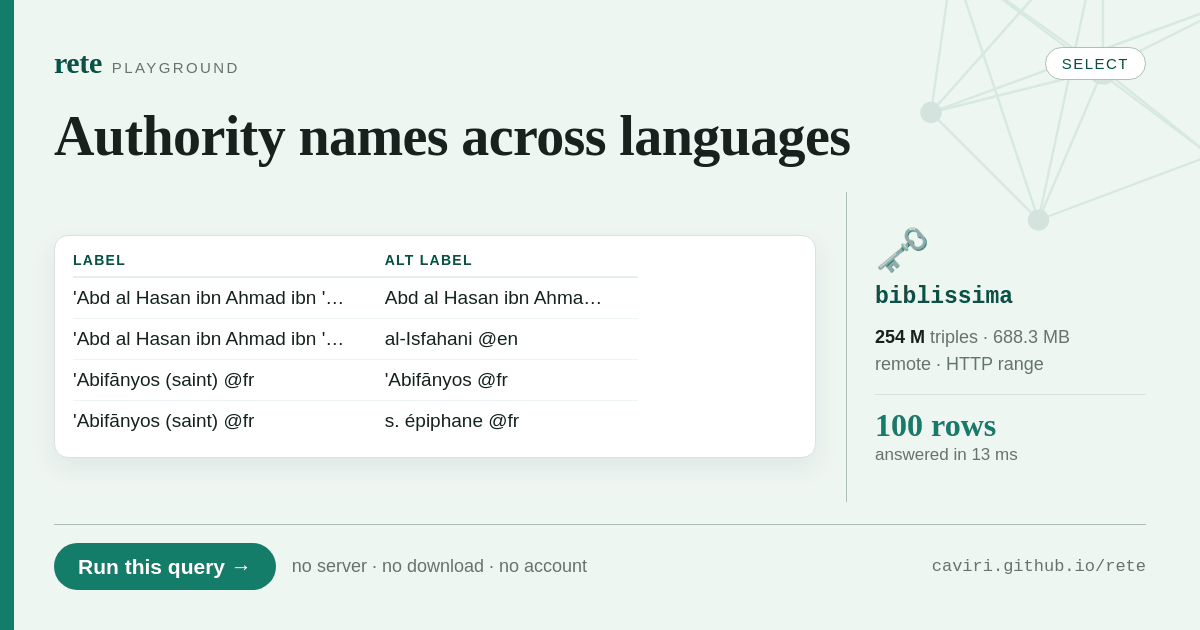 rete PLAYGROUND
SELECT
Authority names across languages
LABEL ALT LABEL
'Abd al Hasan ibn Ahmad ibn '… Abd al Hasan ibn Ahma…
'Abd al Hasan ibn Ahmad ibn '… al-Isfahani @en
'Abifānyos (saint) @fr 'Abifānyos @fr
'Abifānyos (saint) @fr s. épiphane @fr
biblissima
254 M triples · 688.3 MB
remote · HTTP range
100 rows
answered in 13 ms
Run this query → no server · no download · no account
caviri.github.io/rete